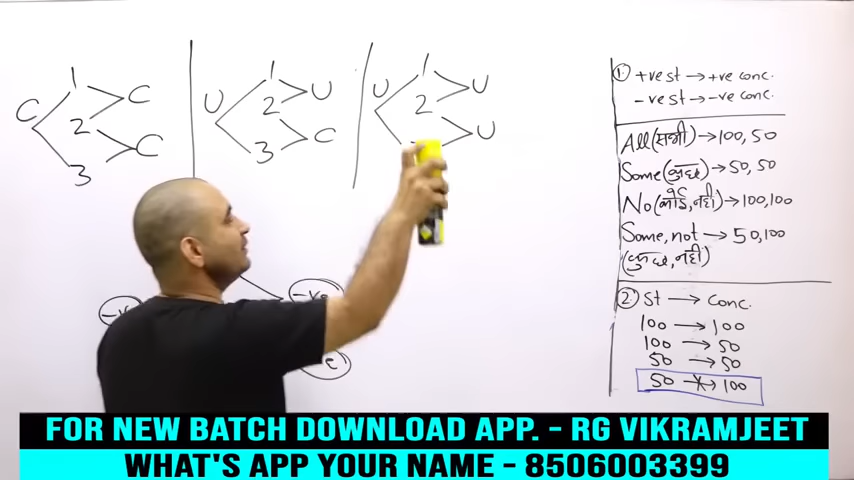 1
C
C
2
C
3
1
U
U
2
C
3
1
U
U
2
U
-ve
① +ve st → +ve conc.
-ve st → -ve conc.
All (सभी) → 100, 50
Some (कुछ) → 50, 50
No (कोई, नहीं) → 100, 100
Some, not → 50, 100
(कुछ, नहीं)
② St → Conc.
100 → 100
100 → 50
50 → 50
50 → 100
FOR NEW BATCH DOWNLOAD APP. - RG VIKRAMJEET
WHAT'S APP YOUR NAME - 8506003399